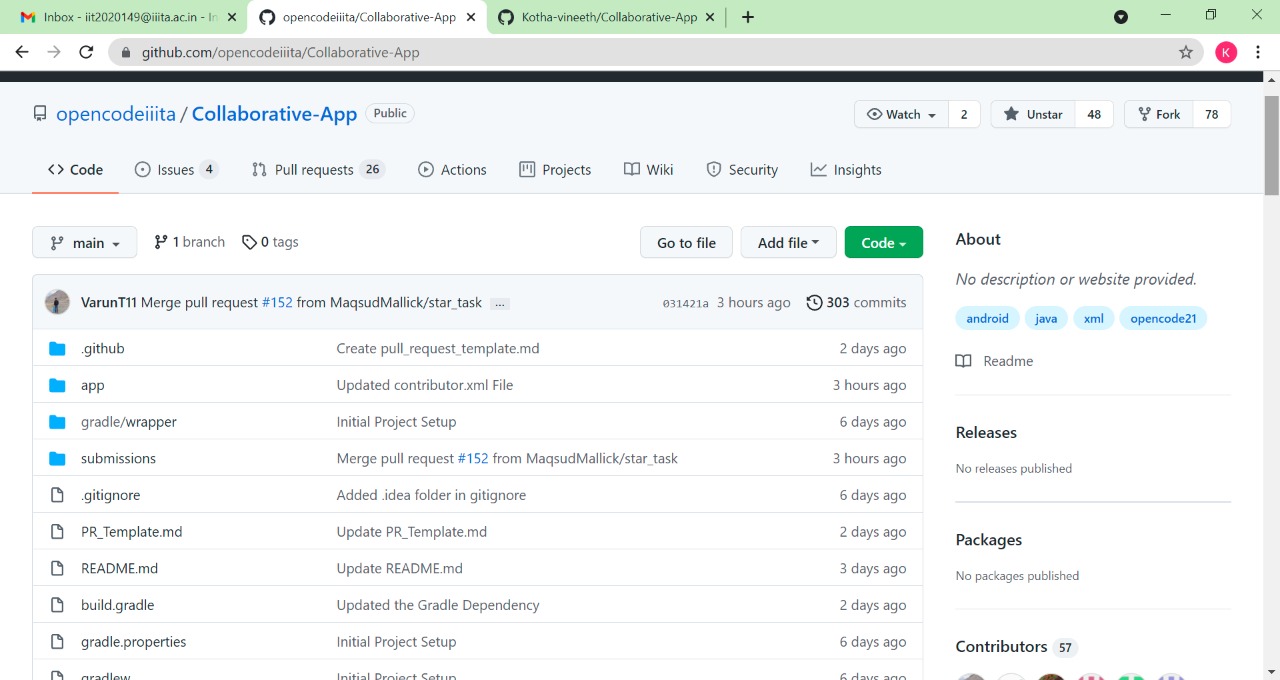 Inbox - iit2020149@iiita.ac.in - In
opencodeiiita/Collaborative-App
Kotha-vineeth/Collaborative-App
github.com/opencodeiiita/Collaborative-App
K
opencodeiiita / Collaborative-App Public
Watch 2 Unstar 48 Fork 78
Code Issues 4 Pull requests 26 Actions Projects Wiki Security Insights
main 1 branch 0 tags Go to file Add file Code
VarunT11 Merge pull request #152 from MaqsudMallick/star_task ... 031421a 3 hours ago 303 commits
.github Create pull_request_template.md 2 days ago
app Updated contributor.xml File 3 hours ago
gradle/wrapper Initial Project Setup 6 days ago
submissions Merge pull request #152 from MaqsudMallick/star_task 3 hours ago
.gitignore Added .idea folder in gitignore 6 days ago
PR_Template.md Update PR_Template.md 2 days ago
README.md Update README.md 3 days ago
build.gradle Updated the Gradle Dependency 2 days ago
gradle.properties Initial Project Setup 6 days ago
gradlew Initial Project Setup 6 days ago
About
No description or website provided.
android java xml opencode21
Readme
Releases
No releases published
Packages
No packages published
Contributors 57